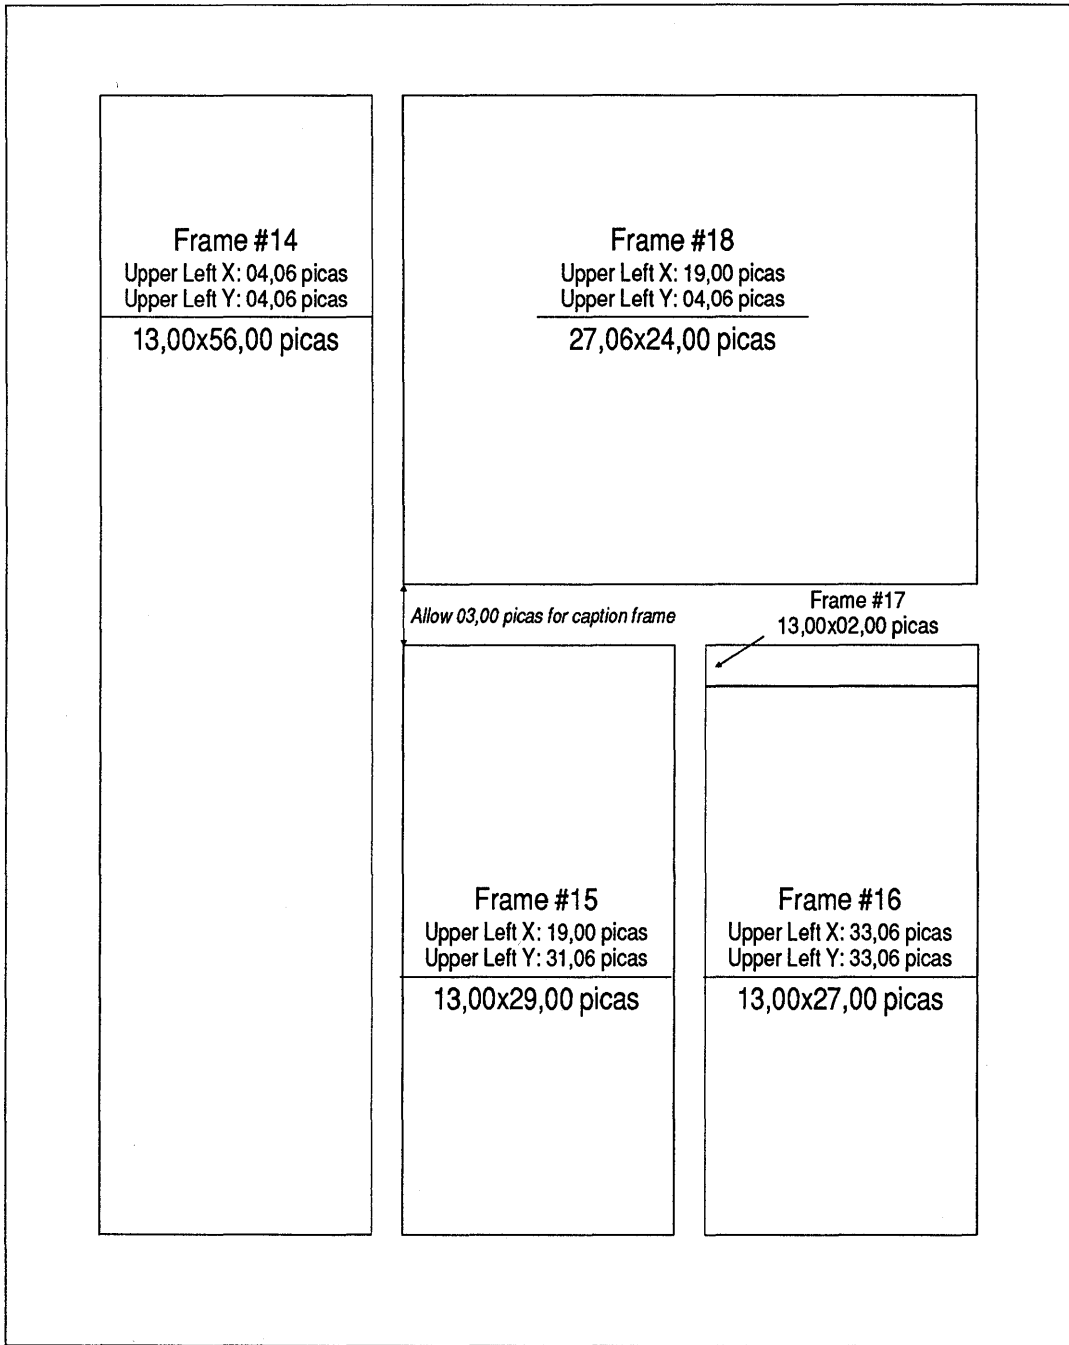 Frame #14
Upper Left X: 04,06 picas
Upper Left Y: 04,06 picas
13,00x56,00 picas
Frame #18
Upper Left X: 19,00 picas
Upper Left Y: 04,06 picas
27,06x24,00 picas
Allow 03,00 picas for caption frame
Frame #17
13,00x02,00 picas
Frame #15
Upper Left X: 19,00 picas
Upper Left Y: 31,06 picas
13,00x29,00 picas
Frame #16
Upper Left X: 33,06 picas
Upper Left Y: 33,06 picas
13,00x27,00 picas